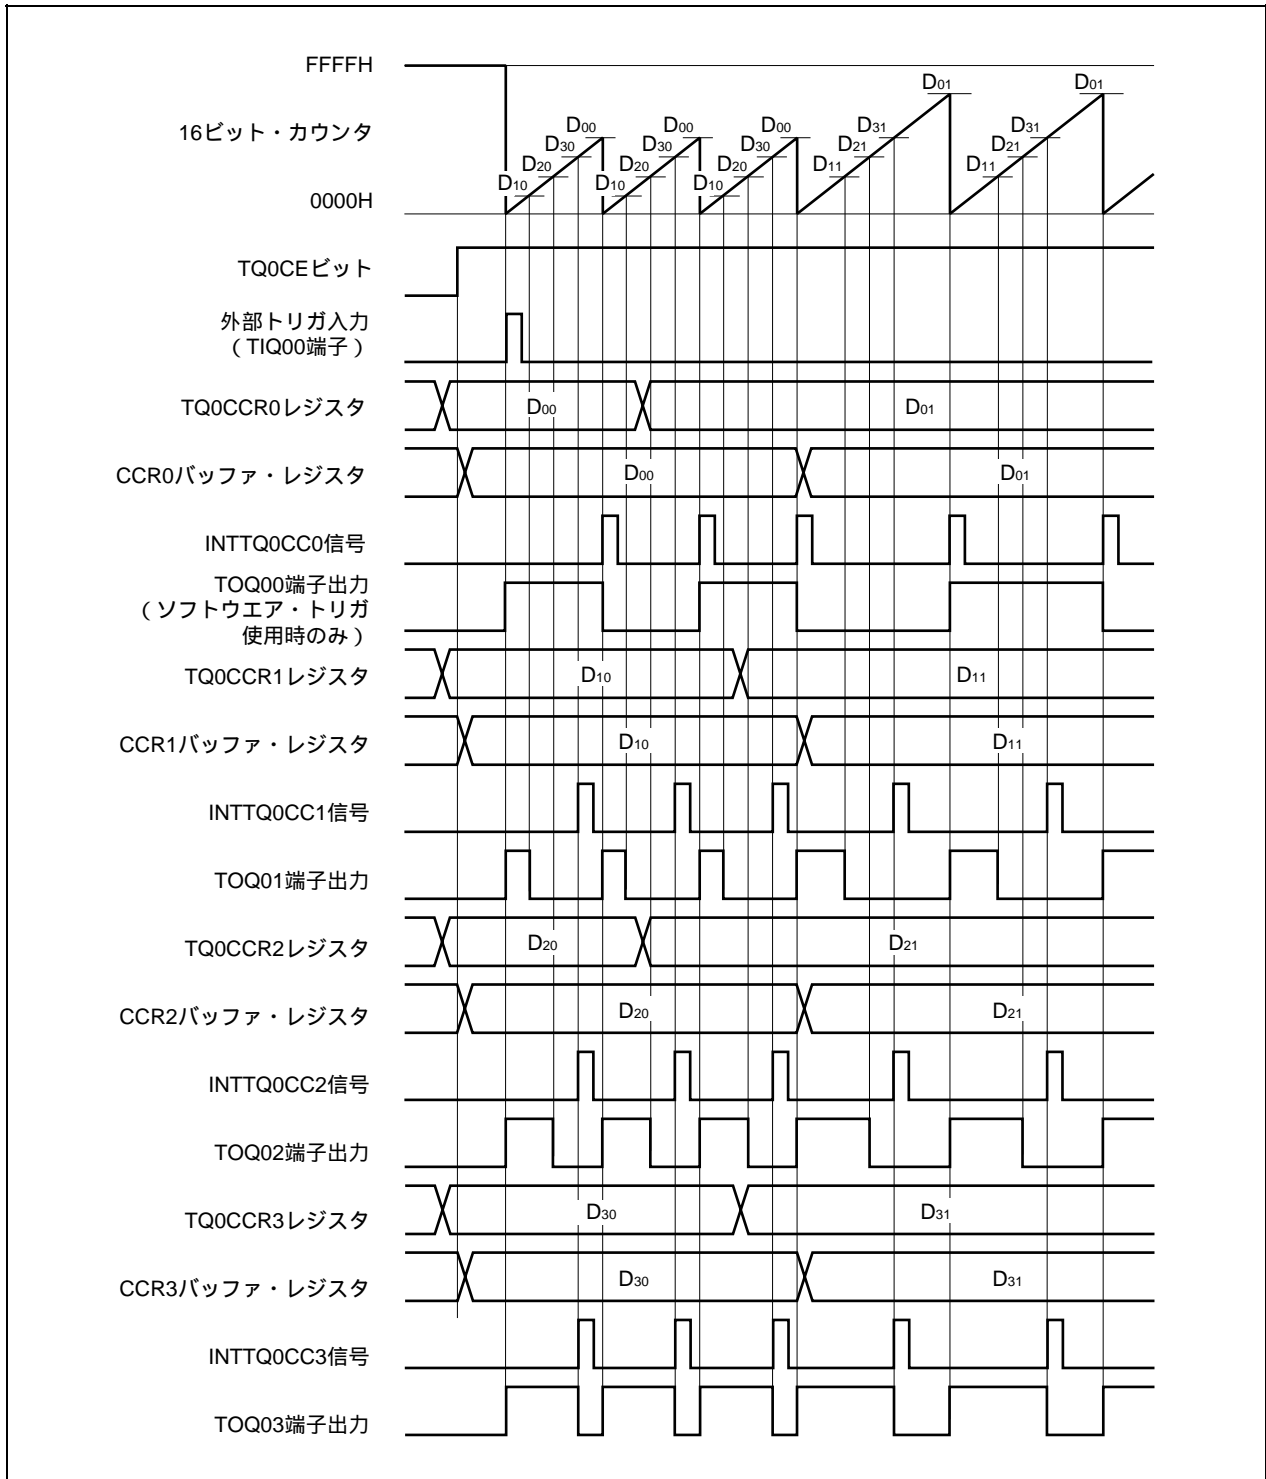 FFFFH
D01 D01
16ビット・カウンタ
D00 D00 D00 D31 D31
D30 D30 D30 D21 D21
D20 D20 D20 D11 D11
D10 D10 D10
0000H
TQ0CEビット
外部トリガ入力
(TIQ00端子)
TQ0CCR0レジスタ
D00 D01
CCR0バッファ・レジスタ
D00 D01
INTTQ0CC0信号
TOQ00端子出力
(ソフトウエア・トリガ
使用時のみ)
TQ0CCR1レジスタ
D10 D11
CCR1バッファ・レジスタ
D10 D11
INTTQ0CC1信号
TOQ01端子出力
TQ0CCR2レジスタ
D20 D21
CCR2バッファ・レジスタ
D20 D21
INTTQ0CC2信号
TOQ02端子出力
TQ0CCR3レジスタ
D30 D31
CCR3バッファ・レジスタ
D30 D31
INTTQ0CC3信号
TOQ03端子出力